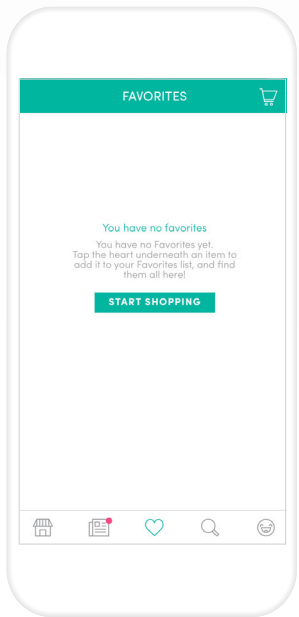 FAVORITES
You have no favorites
You have no Favorites yet.
Tap the heart underneath an item to
add it to your Favorites list, and find
them all here!
START SHOPPING